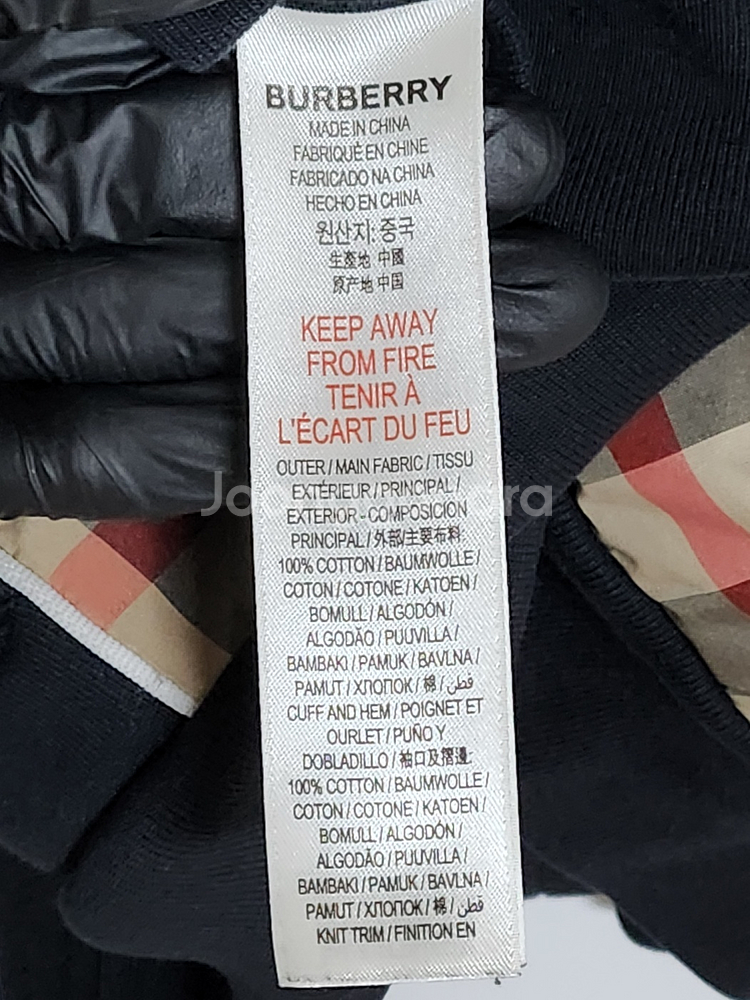 BURBERRY
MADE IN CHINA
FABRIQUÉ EN CHINE
FABRICADO NA CHINA
HECHO EN CHINA
원산지: 중국
生產地 中國
原产地 中国
KEEP AWAY
FROM FIRE
TENIR À
L'ÉCART DU FEU
OUTER / MAIN FABRIC / TISSU
EXTÉRIEUR / PRINCIPAL /
EXTERIOR - COMPOSICIÓN
PRINCIPAL / 外部/主要布料:
100% COTTON / BAUMWOLLE /
COTON / COTONE / KATOEN /
BOMULL / ALGODÓN /
ALGODÃO / PUUVILLA /
BAMBAKI / PAMUK / BAVLNA /
PAMUT / ХЛОПОК / 棉 / قطن
CUFF AND HEM / POIGNET ET
OURLET / PUÑO Y
DOBLADILLO / 袖口及摺邊:
100% COTTON / BAUMWOLLE /
COTON / COTONE / KATOEN /
BOMULL / ALGODÓN /
ALGODÃO / PUUVILLA /
BAMBAKI / PAMUK / BAVLNA /
PAMUT / ХЛОПОК / 棉 / قطن
KNIT TRIM / FINITION EN